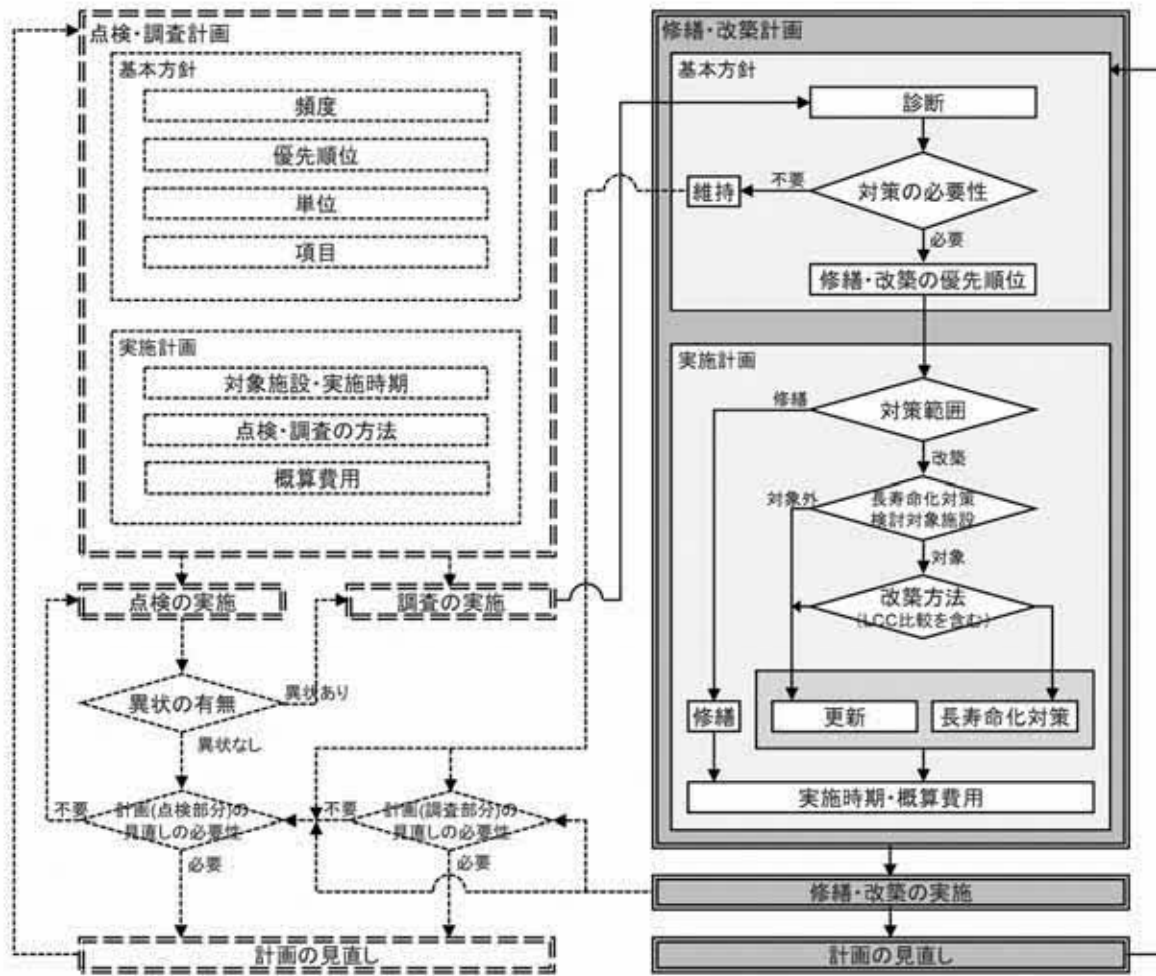 点検・調査計画
基本方針
頻度
優先順位
単位
項目
実施計画
対象施設・実施時期
点検・調査の方法
概算費用
点検の実施
調査の実施
異状の有無
異状あり
異状なし
計画(点検部分)の
見直しの必要性
不要
必要
計画(調査部分)の
見直しの必要性
不要
必要
計画の見直し
修繕・改築計画
基本方針
診断
対策の必要性
不要
維持
必要
修繕・改築の優先順位
実施計画
対策範囲
修繕
改築
長寿命化対策
検討対象施設
対象外
対象
改築方法
(LCC比較を含む)
修繕
更新
長寿命化対策
実施時期・概算費用
修繕・改築の実施
計画の見直し